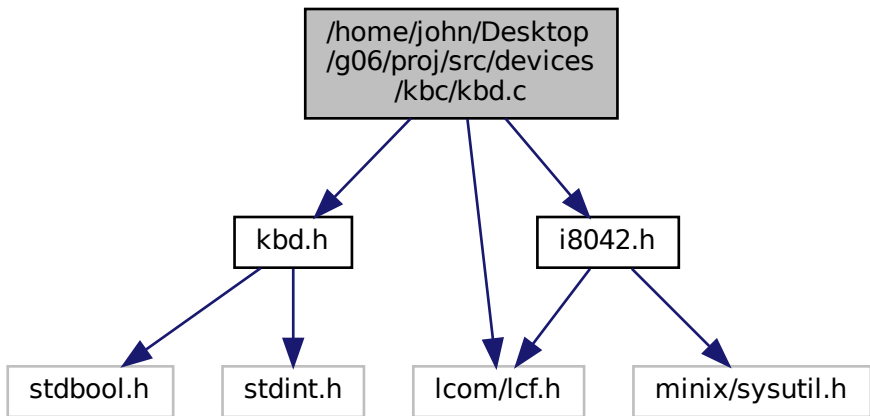 /home/john/Desktop
/g06/proj/src/devices
/kbc/kbd.c
kbd.h
i8042.h
stdbool.h
stdint.h
lcom/lcf.h
minix/sysutil.h